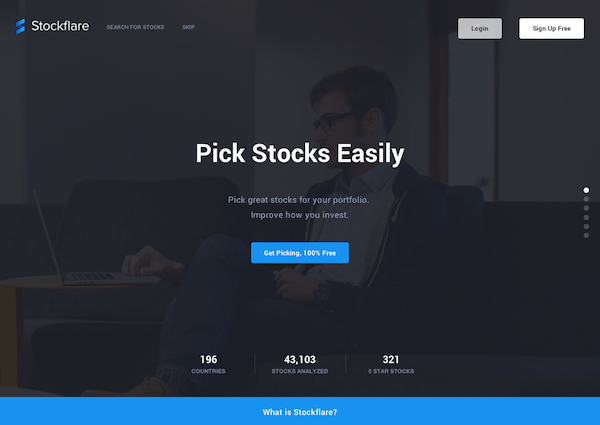 Stockflare
SEARCH FOR STOCKS
SKIP
Login
Sign Up Free
Pick Stocks Easily
Pick great stocks for your portfolio.
Improve how you invest.
Get Picking, 100% Free
196
COUNTRIES
43,103
STOCKS ANALYZED
321
5 STAR STOCKS
What is Stockflare?